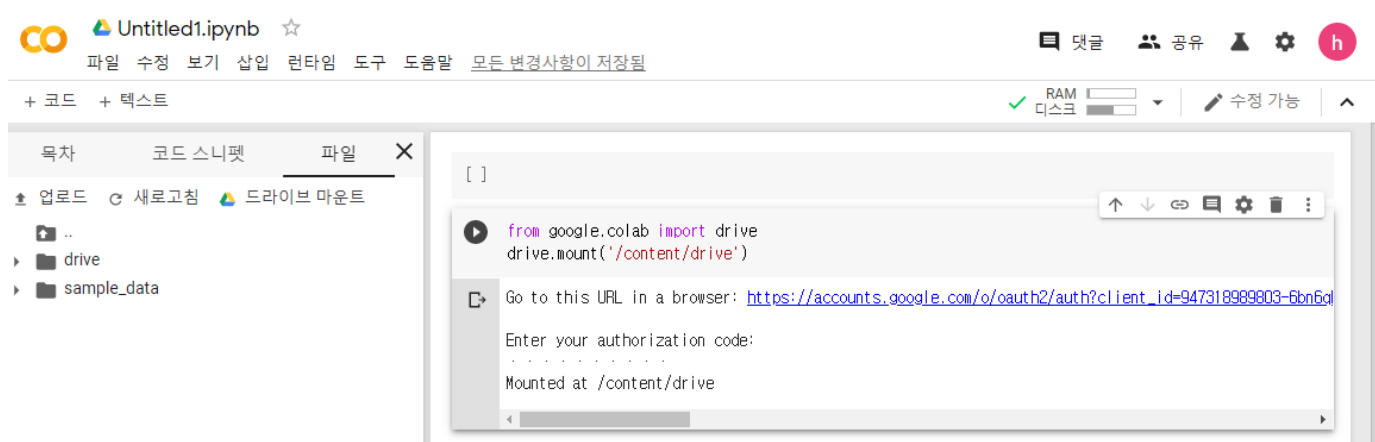 CO Untitled1.ipynb
파일 수정 보기 삽입 런타임 도구 도움말 모든 변경사항이 저장됨
댓글 공유 h
+ 코드 + 텍스트
RAM
디스크
수정 가능
목차 코드 스니펫 파일
업로드 새로고침 드라이브 마운트
..
drive
sample_data
[ ]
from google.colab import drive
drive.mount('/content/drive')
Go to this URL in a browser: https://accounts.google.com/o/oauth2/auth?client_id=947318989803-6bn6q
Enter your authorization code:
··········
Mounted at /content/drive